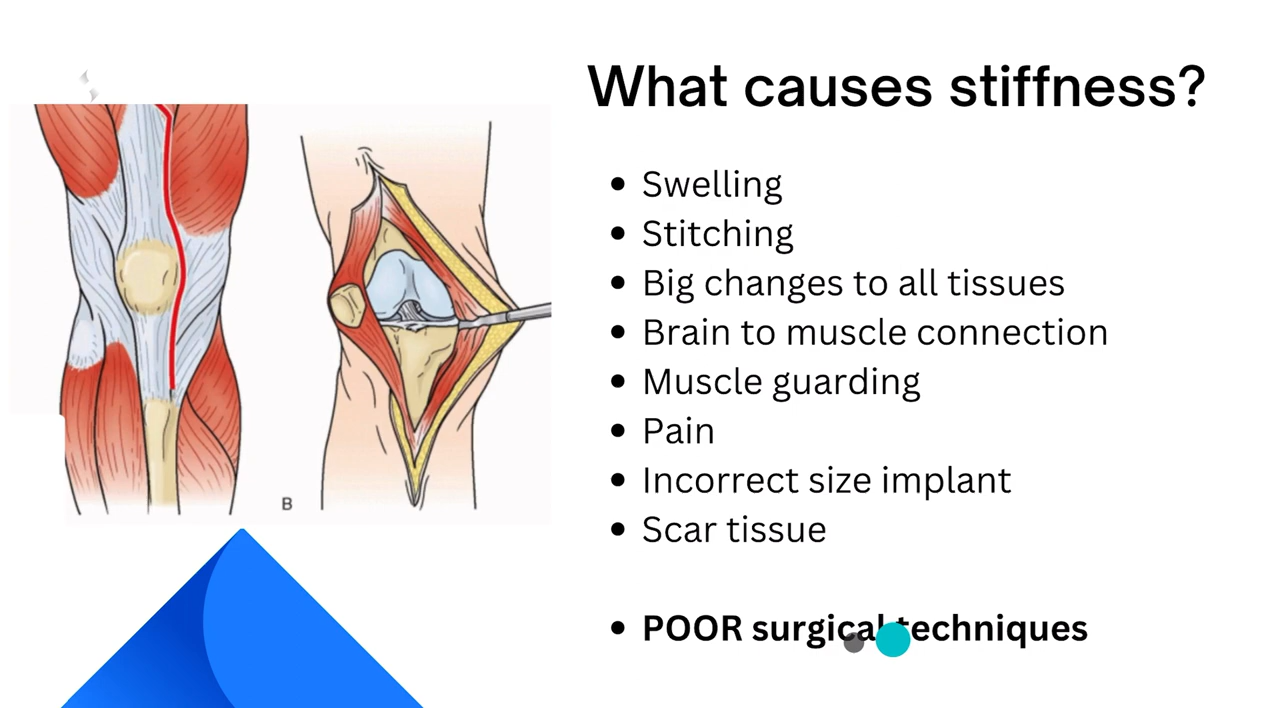 What causes stiffness?
• Swelling
• Stitching
• Big changes to all tissues
• Brain to muscle connection
• Muscle guarding
• Pain
• Incorrect size implant
• Scar tissue
• POOR surgical techniques
B